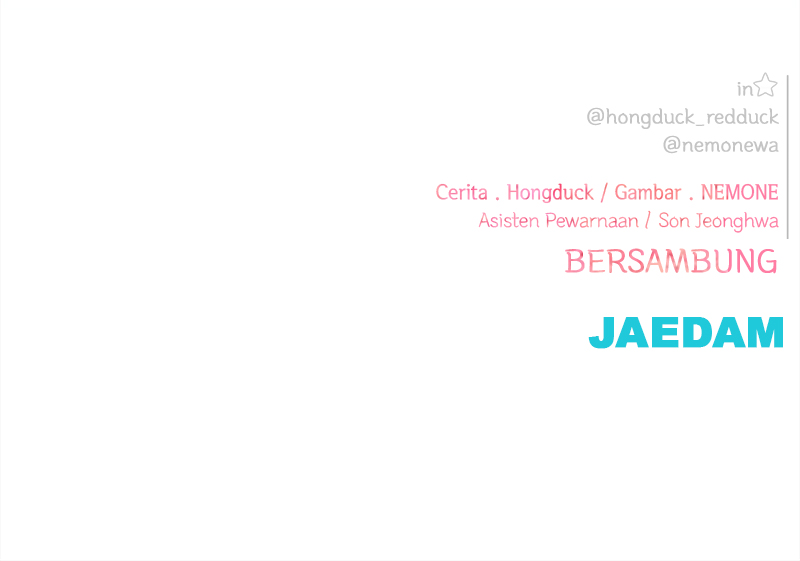 in☆
@hongduck_redduck
@nemonewa
Cerita . Hongduck / Gambar . NEMONE
Asisten Pewarnaan / Son Jeonghwa
BERSAMBUNG
JAEDAM